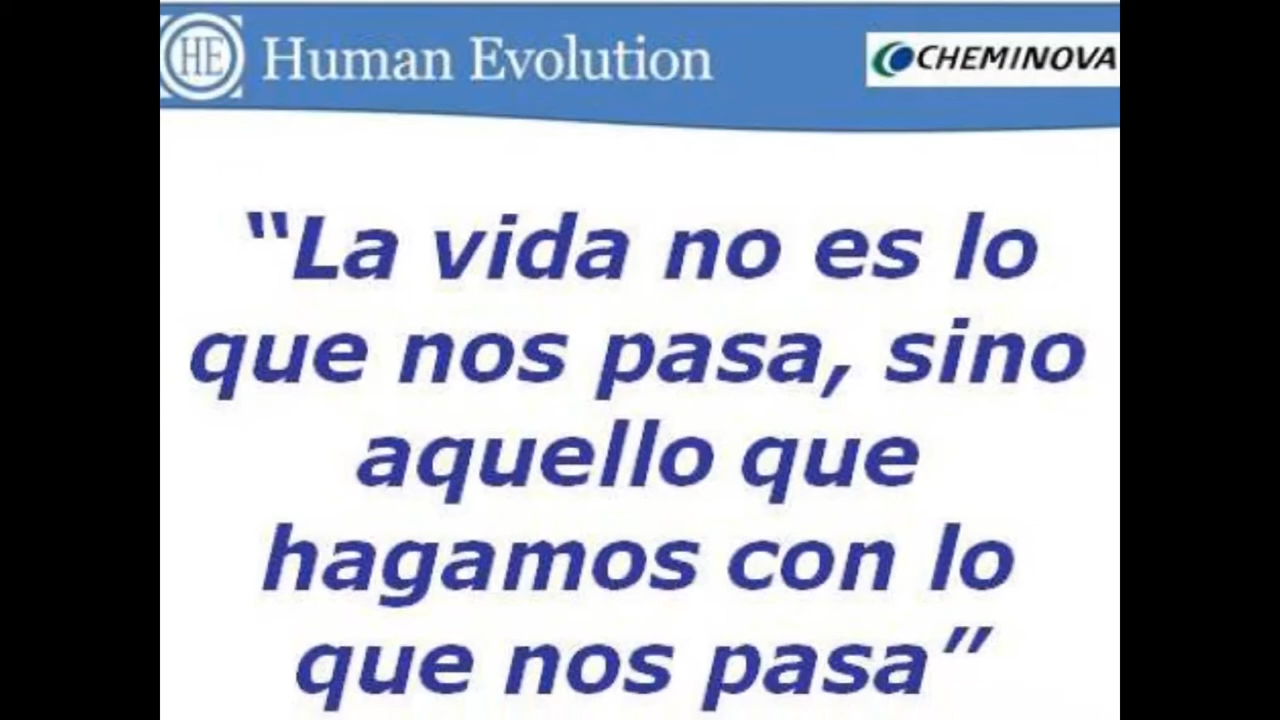 HE Human Evolution CHEMINOVA
“La vida no es lo
que nos pasa, sino
aquello que
hagamos con lo
que nos pasa”